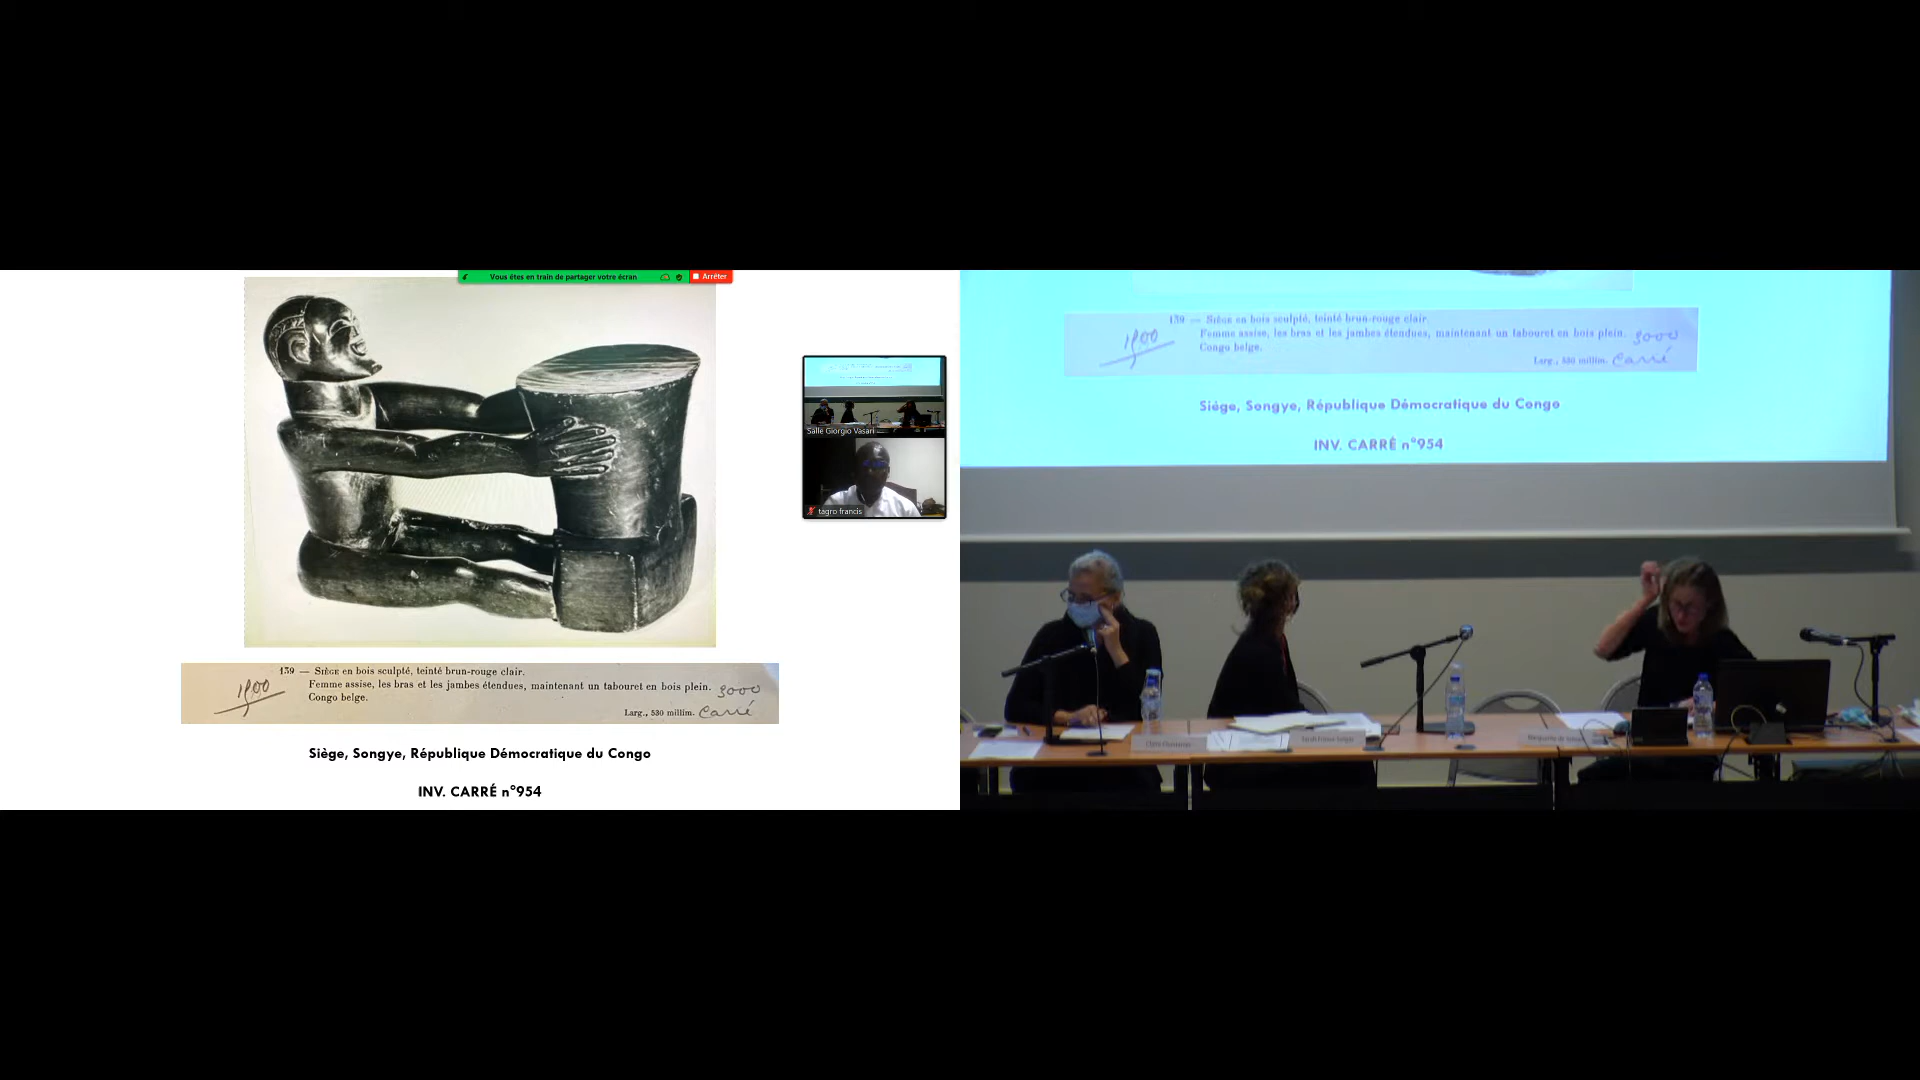 Vous êtes en train de partager votre écran
Arrêter
139 — Siège en bois sculpté, teinté brun-rouge clair.
Femme assise, les bras et les jambes étendues, maintenant un tabouret en bois plein. 3000
Congo belge.
1900
Larg., 530 millim. Carré
Siège, Songye, République Démocratique du Congo
INV. CARRÉ n°954
Salle Giorgio Vasari
tagro francis
139 — Siège en bois sculpté, teinté brun-rouge clair.
Femme assise, les bras et les jambes étendues, maintenant un tabouret en bois plein. 3000
Congo belge.
1900
Larg., 530 millim. Carré
Siège, Songye, République Démocratique du Congo
INV. CARRÉ n°954